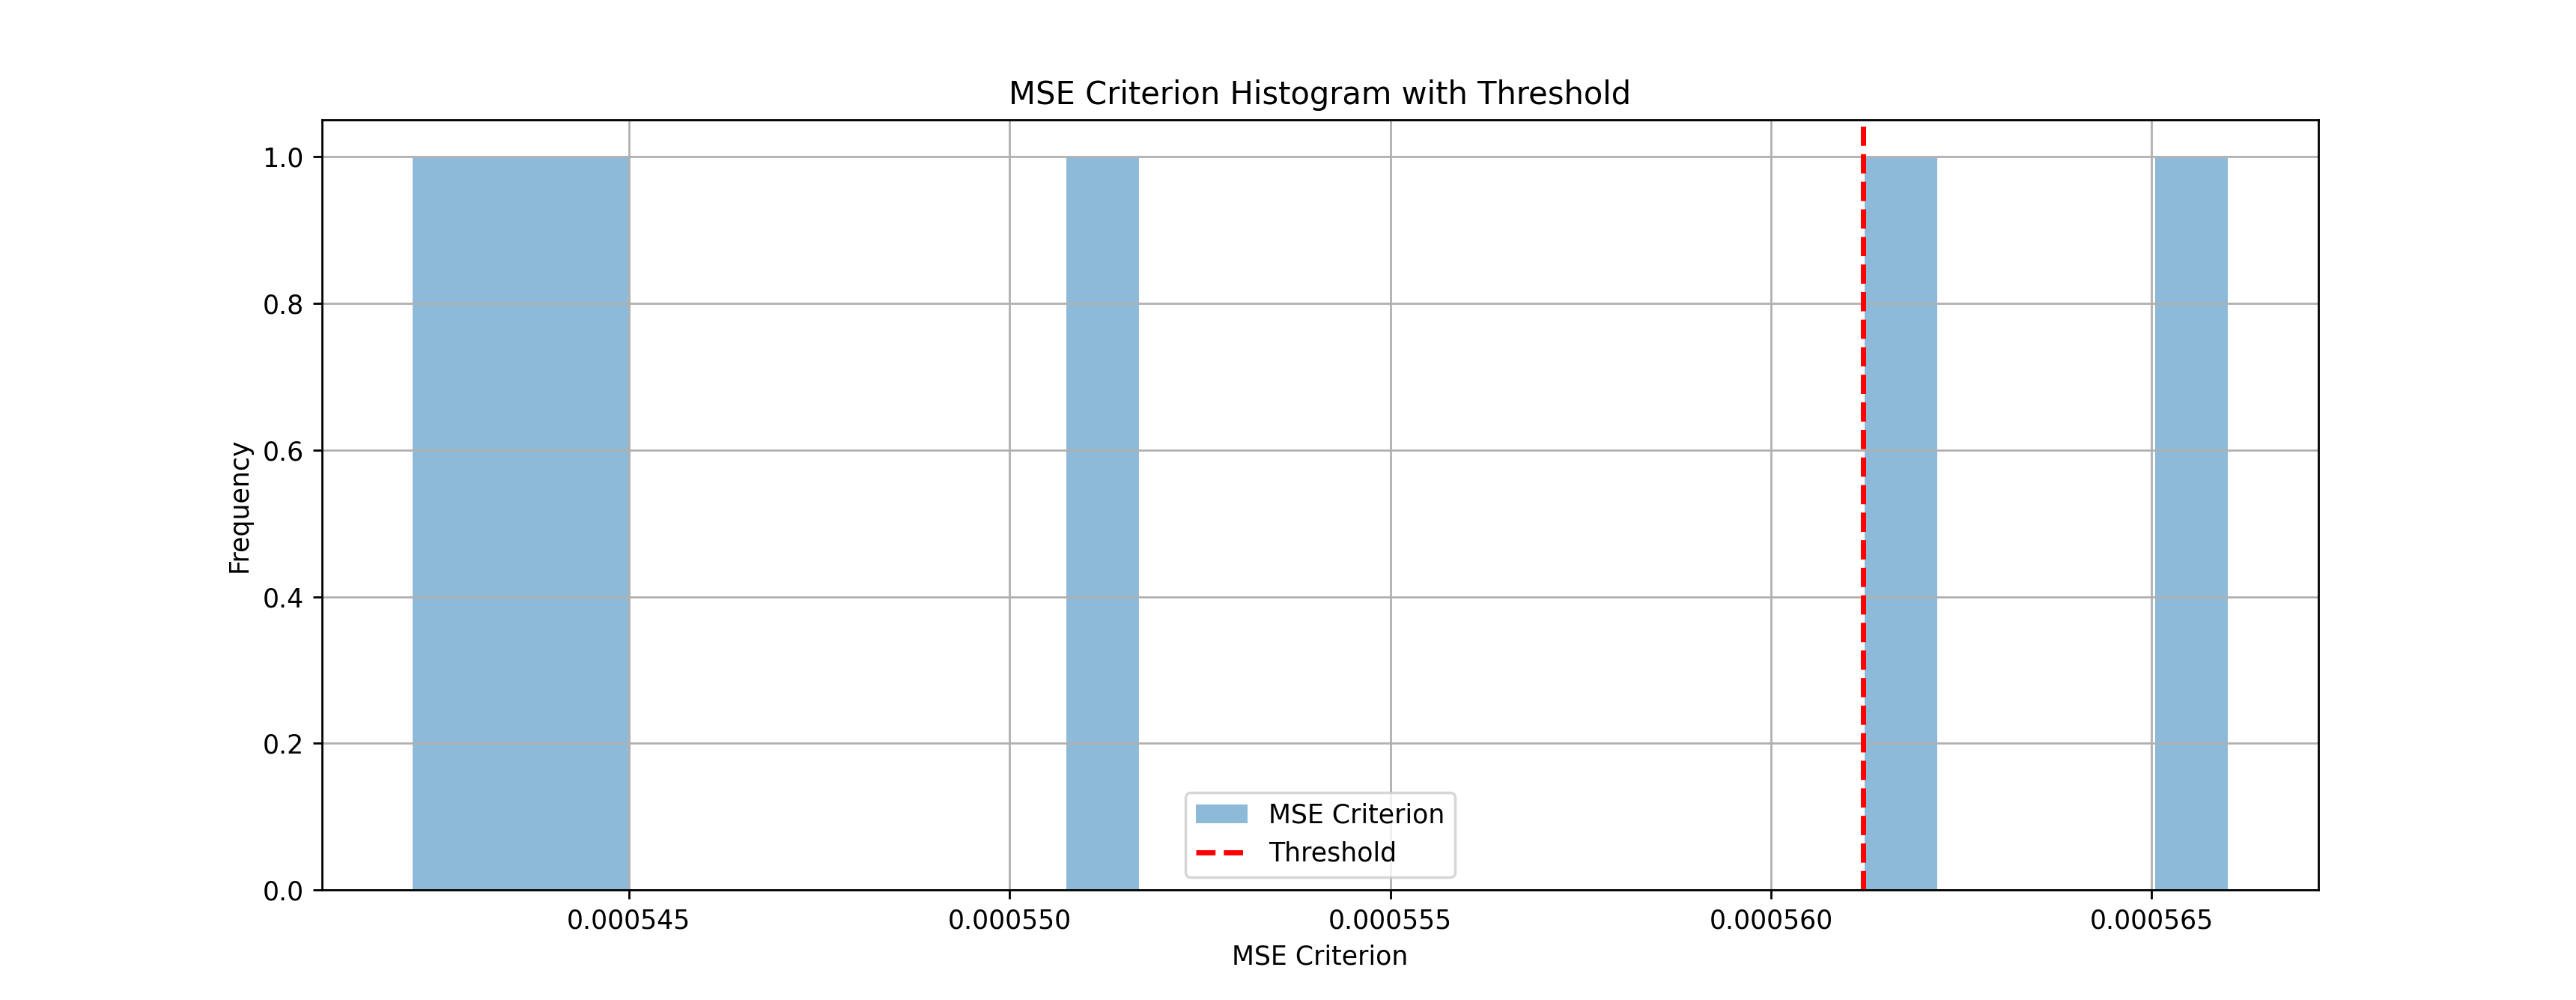 MSE Criterion Histogram with Threshold
1.0
0.8
0.6
0.4
0.2
0.0
Frequency
MSE Criterion
Threshold
0.000545 0.000550 0.000555 0.000560 0.000565
MSE Criterion